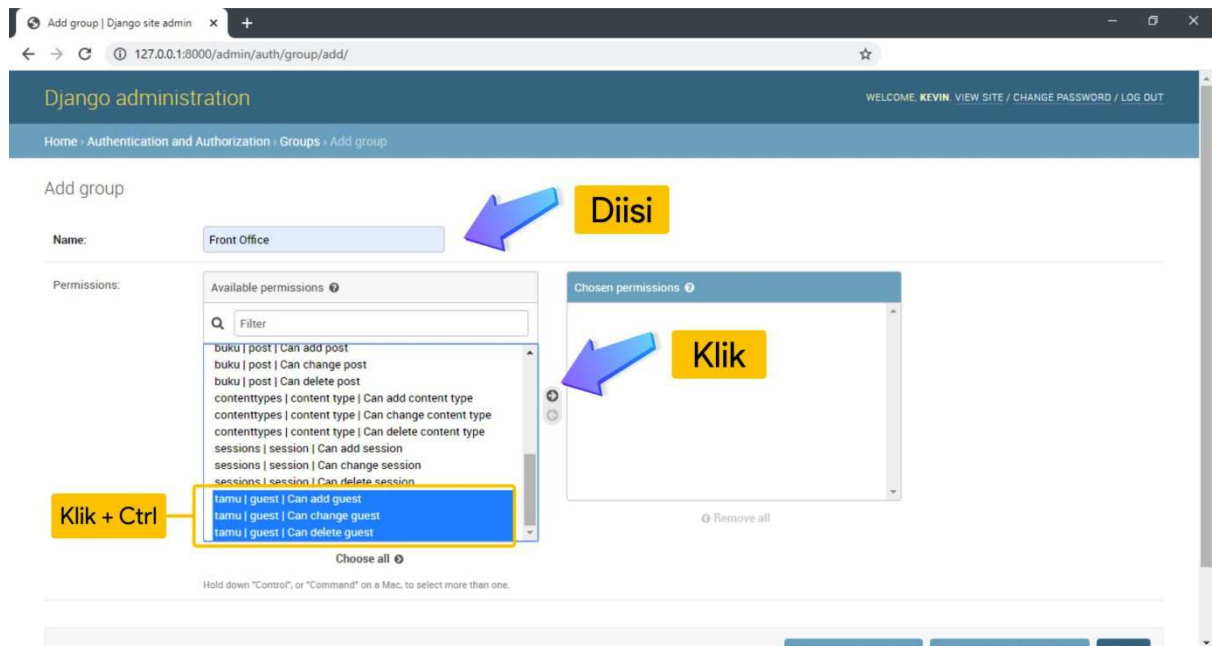 Add group | Django site admin
127.0.0.1:8000/admin/auth/group/add/
Django administration
WELCOME, KEVIN. VIEW SITE / CHANGE PASSWORD / LOG OUT
Home › Authentication and Authorization › Groups › Add group
Add group
Diisi
Name:
Front Office
Permissions:
Available permissions
Chosen permissions
Filter
Klik
buku | post | Can add post
buku | post | Can change post
buku | post | Can delete post
contenttypes | content type | Can add content type
contenttypes | content type | Can change content type
contenttypes | content type | Can delete content type
sessions | session | Can add session
sessions | session | Can change session
sessions | session | Can delete session
tamu | guest | Can add guest
tamu | guest | Can change guest
tamu | guest | Can delete guest
Klik + Ctrl
Remove all
Choose all
Hold down "Control", or "Command" on a Mac, to select more than one.